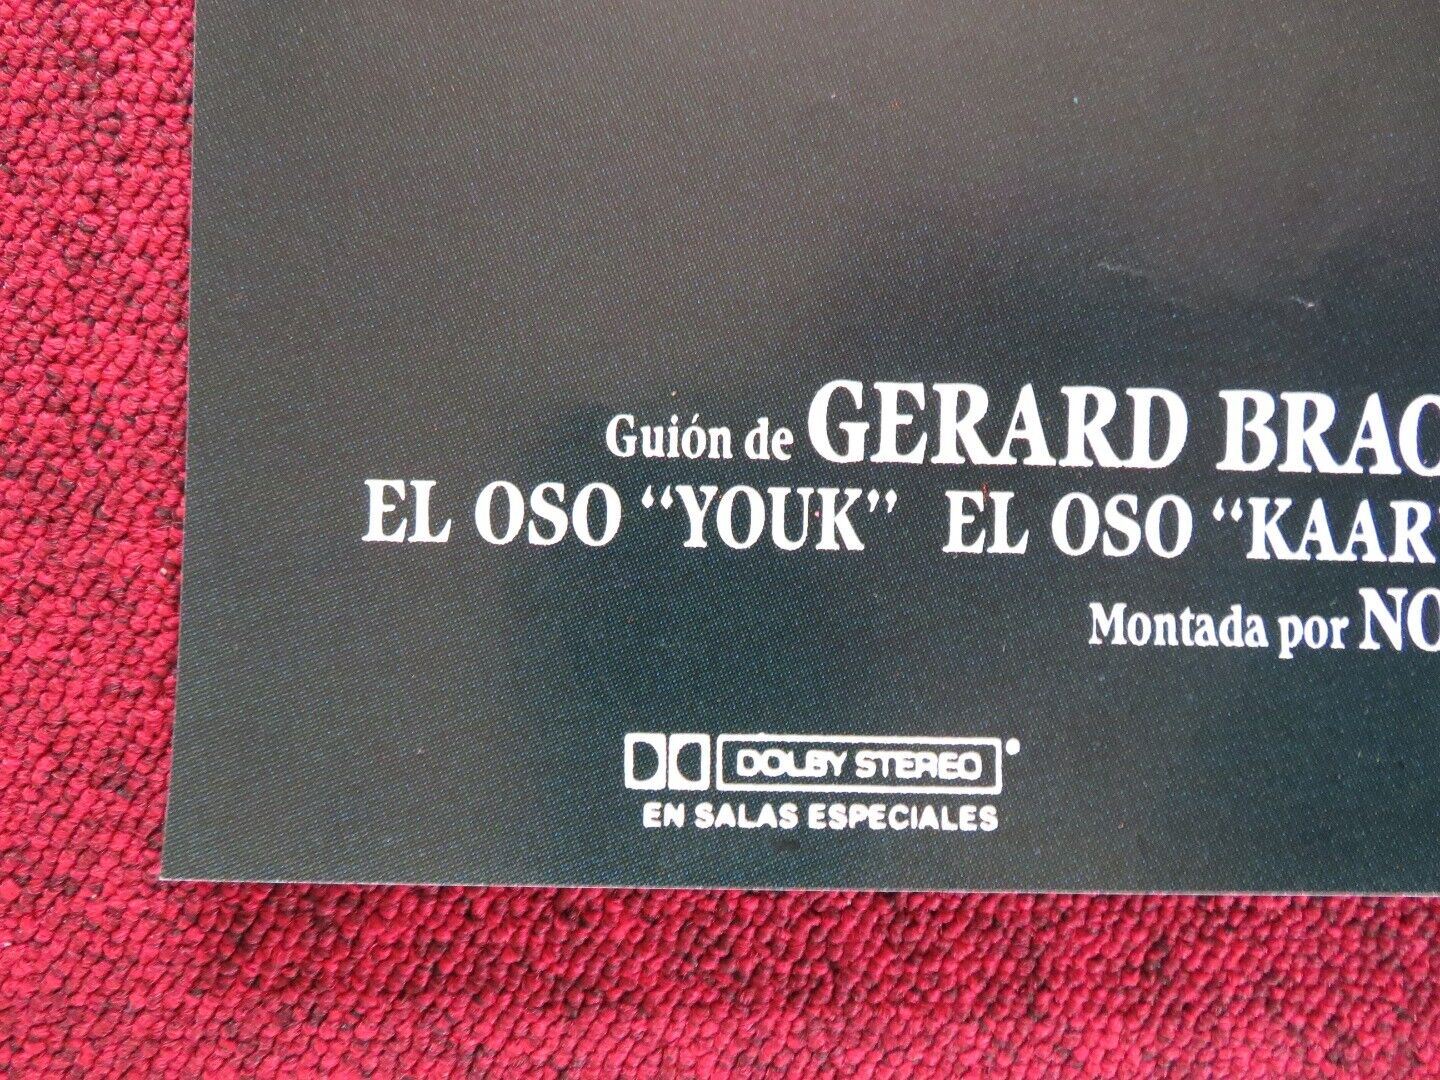 Guión de GERARD BRAC
EL OSO “YOUK” EL OSO “KAAR
Montada por NO
DOLBY STEREO
EN SALAS ESPECIALES